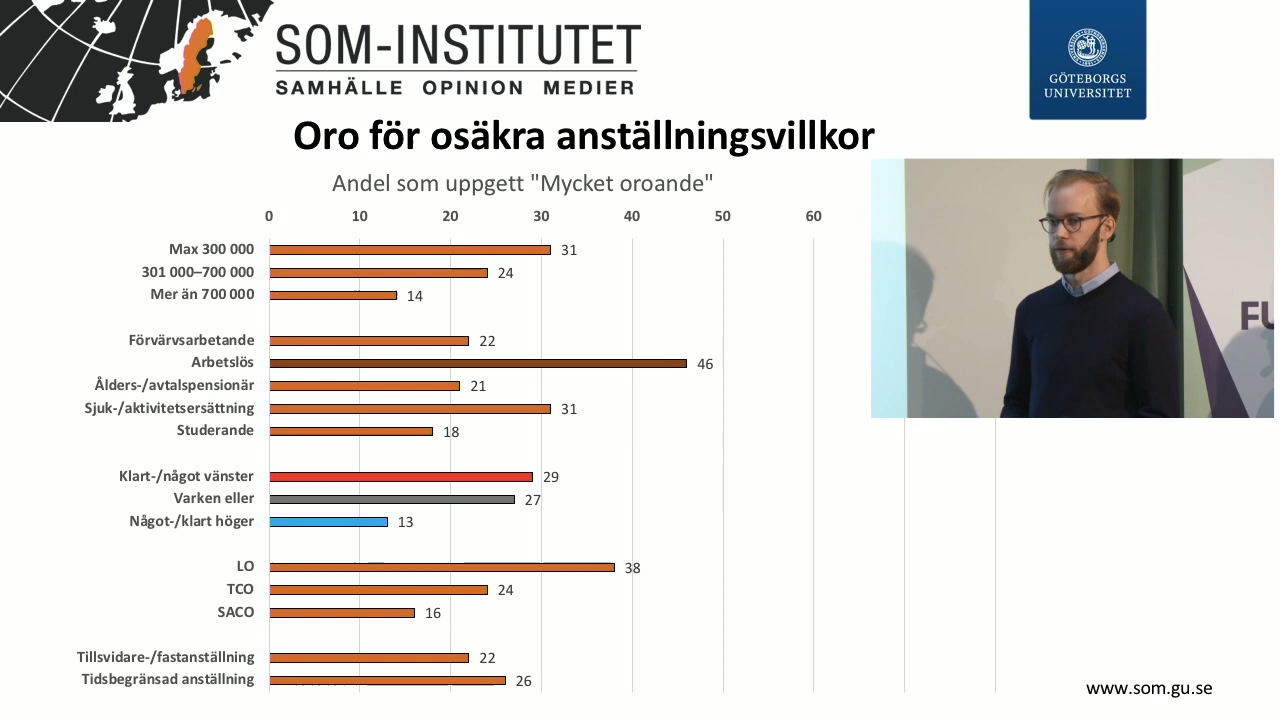 SOM-INSTITUTET
SAMHÄLLE OPINION MEDIER
GÖTEBORGS
UNIVERSITET
Oro för osäkra anställningsvillkor
Andel som uppgett "Mycket oroande"
0 10 20 30 40 50 60
Max 300 000 31
301 000–700 000 24
Mer än 700 000 14
Förvärvsarbetande 22
Arbetslös 46
Ålders-/avtalspensionär 21
Sjuk-/aktivitetsersättning 31
Studerande 18
Klart-/något vänster 29
Varken eller 27
Något-/klart höger 13
LO 38
TCO 24
SACO 16
Tillsvidare-/fastanställning 22
Tidsbegränsad anställning 26
FU
www.som.gu.se